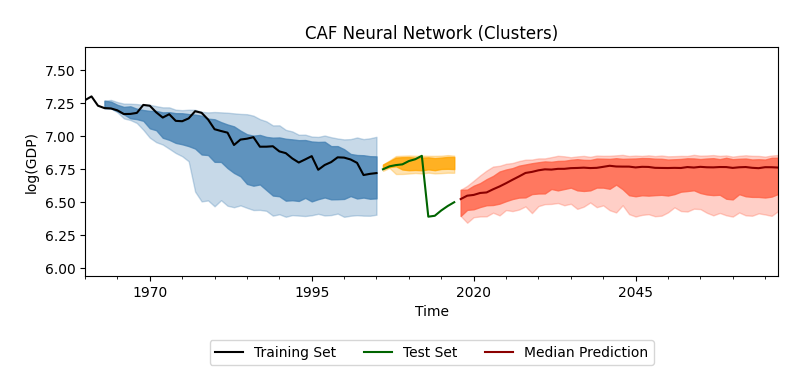 CAF Neural Network (Clusters)
7.50
7.25
7.00
6.75
6.50
6.25
6.00
log(GDP)
1970 1995 2020 2045
Time
Training Set Test Set Median Prediction